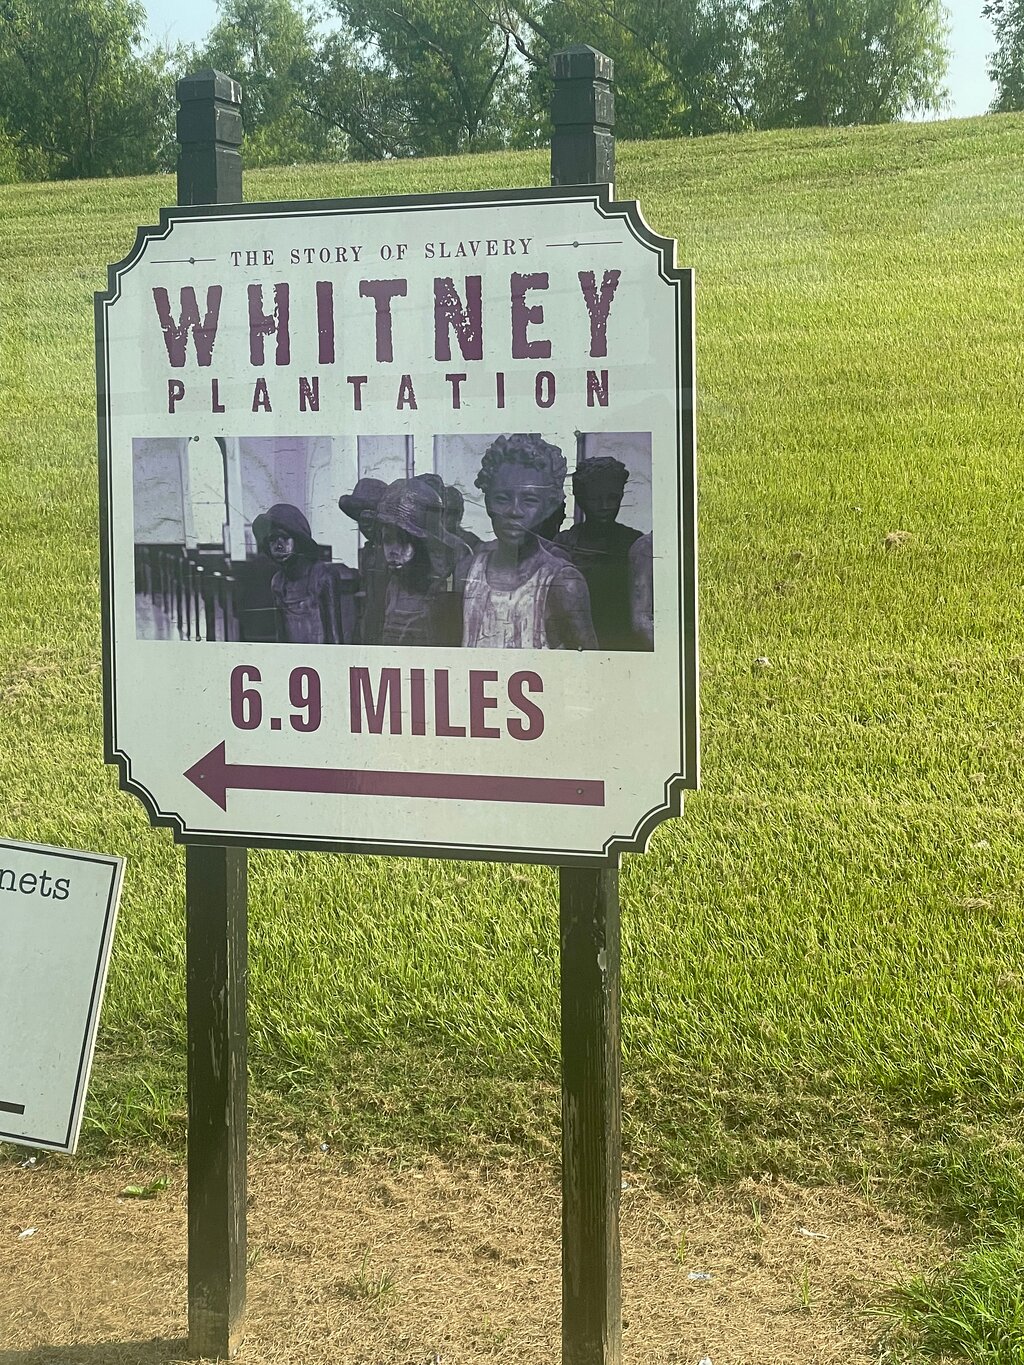 THE STORY OF SLAVERY
WHITNEY
PLANTATION
6.9 MILES
nets